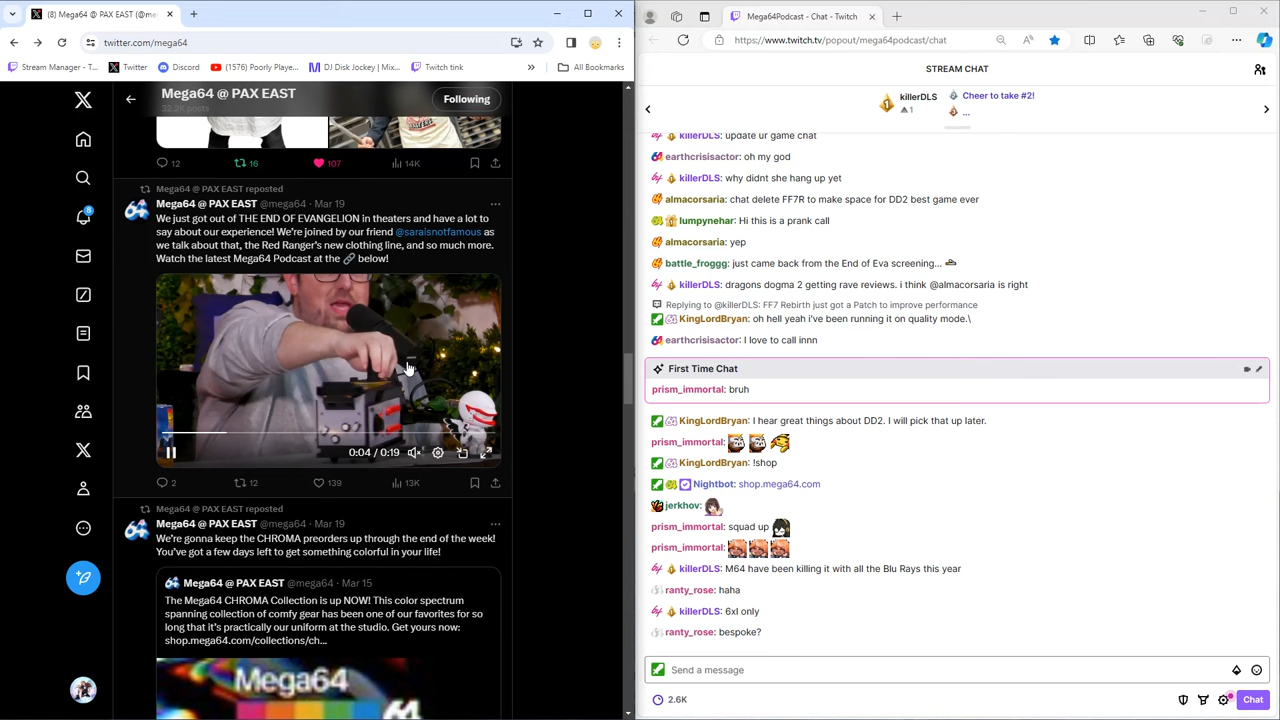 (8) Mega64 @ PAX EAST (@me
twitter.com/mega64
Stream Manager - T...
Twitter
Discord
(1576) Poorly Playe...
DJ Disk Jockey | Mix...
Twitch tink
»
All Bookmarks
Mega64 @ PAX EAST
Following
12
16
107
14K
Mega64 @ PAX EAST reposted
Mega64 @ PAX EAST @mega64 · Mar 19
We just got out of THE END OF EVANGELION in theaters and have a lot to
say about our experience! We're joined by our friend @saraisnotfamous as
we talk about that, the Red Ranger's new clothing line, and so much more.
Watch the latest Mega64 Podcast at the 🔗 below!
0:04 / 0:19
2
12
139
13K
Mega64 @ PAX EAST reposted
Mega64 @ PAX EAST @mega64 · Mar 19
We're gonna keep the CHROMA preorders up through the end of the week!
You've got a few days left to get something colorful in your life!
Mega64 @ PAX EAST @mega64 · Mar 15
The Mega64 CHROMA Collection is up NOW! This color spectrum
spanning collection of comfy gear has been one of our favorites for so
long that it's practically our uniform at the studio. Get yours now:
shop.mega64.com/collections/ch...
mega64
Mega64Podcast - Chat - Twitch
https://www.twitch.tv/popout/mega64podcast/chat
STREAM CHAT
1
killerDLS
1
Cheer to take #2!
...
killerDLS: update ur game chat
earthcrisisactor: oh my god
killerDLS: why didnt she hang up yet
almacorsaria: chat delete FF7R to make space for DD2 best game ever
lumpynehar: Hi this is a prank call
almacorsaria: yep
battle_froggg: just came back from the End of Eva screening...
killerDLS: dragons dogma 2 getting rave reviews. i think @almacorsaria is right
Replying to @killerDLS: FF7 Rebirth just got a Patch to improve performance
KingLordBryan: oh hell yeah i've been running it on quality mode.\
earthcrisisactor: I love to call innn
First Time Chat
prism_immortal: bruh
KingLordBryan: I hear great things about DD2. I will pick that up later.
prism_immortal:
KingLordBryan: !shop
Nightbot: shop.mega64.com
jerkhov:
prism_immortal: squad up
prism_immortal:
killerDLS: M64 have been killing it with all the Blu Rays this year
ranty_rose: haha
killerDLS: 6xl only
ranty_rose: bespoke?
Send a message
2.6K
Chat